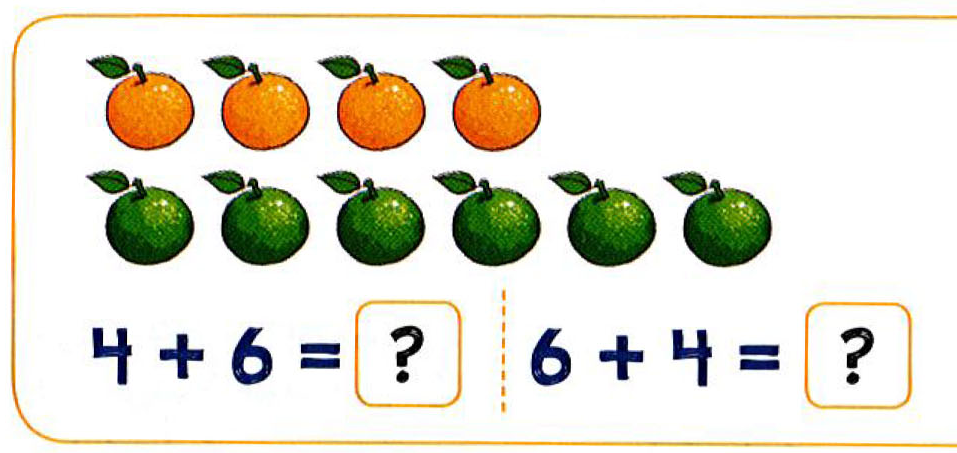 4 + 6 = ? 6 + 4 = ?